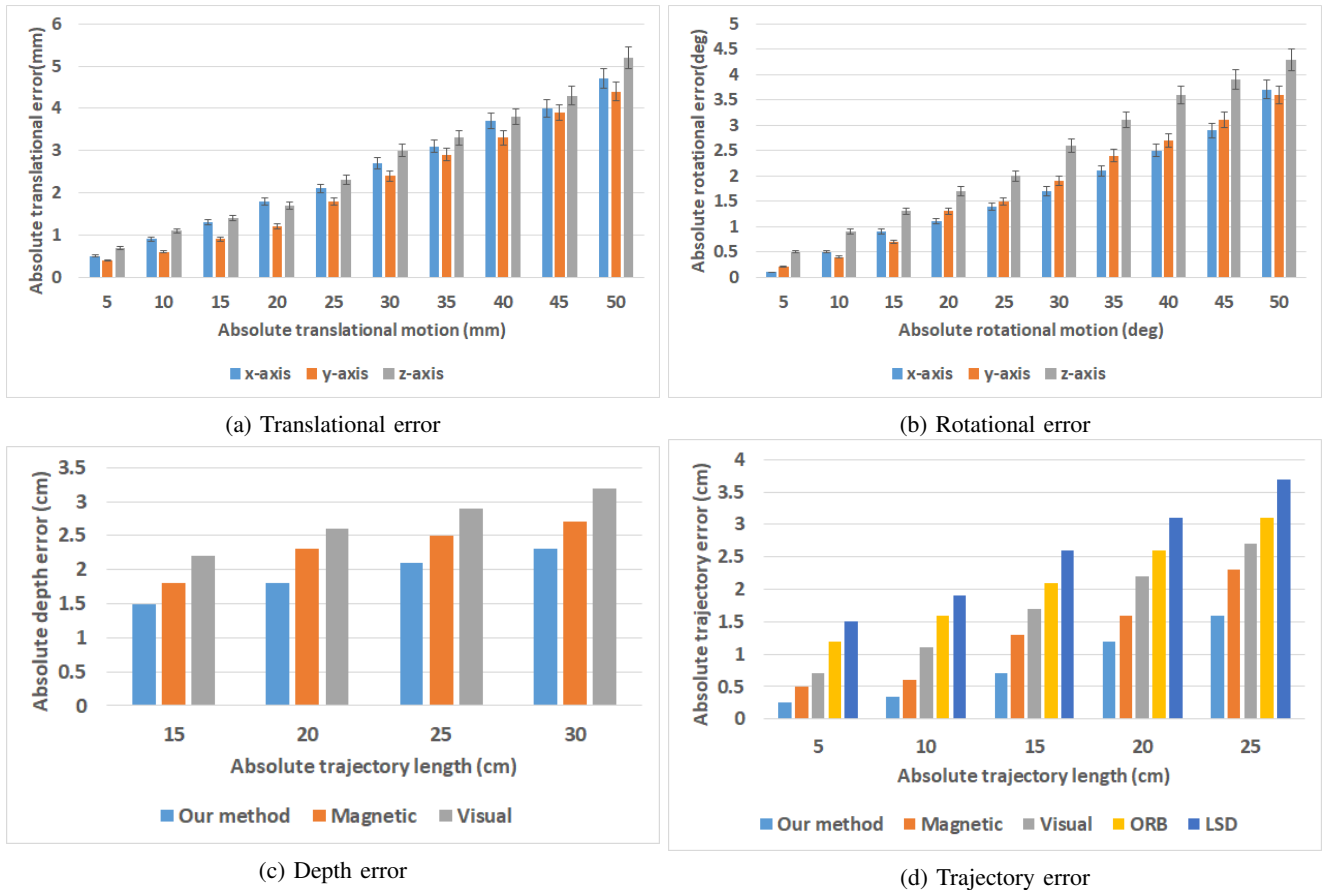 6
5
4
3
2
1
0
Absolute translational error(mm)
5 10 15 20 25 30 35 40 45 50
Absolute translational motion (mm)
x-axis y-axis z-axis
(a) Translational error
5
4.5
4
3.5
3
2.5
2
1.5
1
0.5
0
Absolute rotational error(deg)
5 10 15 20 25 30 35 40 45 50
Absolute rotational motion (deg)
x-axis y-axis z-axis
(b) Rotational error
3.5
3
2.5
2
1.5
1
0.5
0
Absolute depth error (cm)
15 20 25 30
Absolute trajectory length (cm)
Our method Magnetic Visual
(c) Depth error
4
3.5
3
2.5
2
1.5
1
0.5
0
Absolute trajectory error (cm)
5 10 15 20 25
Absolute trajectory length (cm)
Our method Magnetic Visual ORB LSD
(d) Trajectory error